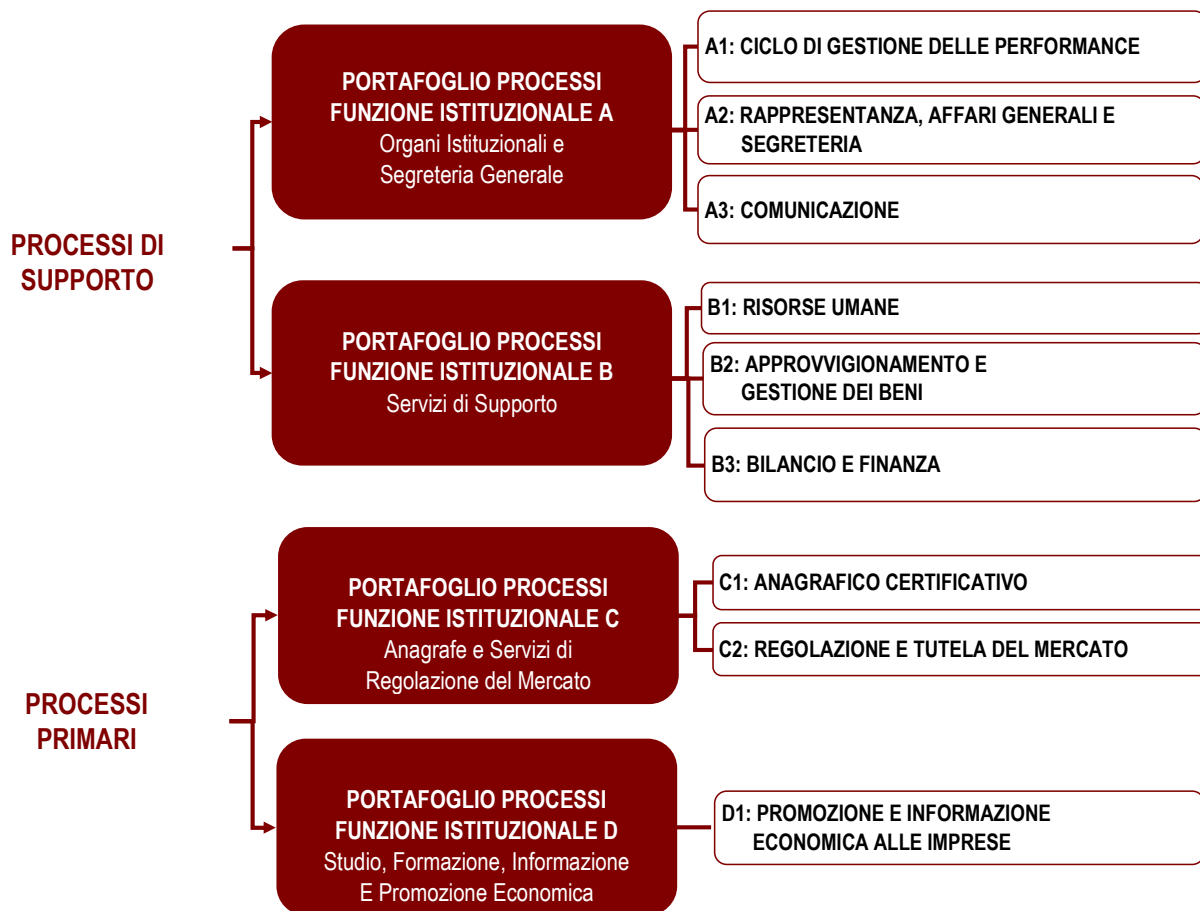 PROCESSI DI
SUPPORTO
PORTAFOGLIO PROCESSI
FUNZIONE ISTITUZIONALE A
Organi Istituzionali e
Segreteria Generale
A1: CICLO DI GESTIONE DELLE PERFORMANCE
A2: RAPPRESENTANZA, AFFARI GENERALI E
SEGRETERIA
A3: COMUNICAZIONE
PORTAFOGLIO PROCESSI
FUNZIONE ISTITUZIONALE B
Servizi di Supporto
B1: RISORSE UMANE
B2: APPROVVIGIONAMENTO E
GESTIONE DEI BENI
B3: BILANCIO E FINANZA
PROCESSI
PRIMARI
PORTAFOGLIO PROCESSI
FUNZIONE ISTITUZIONALE C
Anagrafe e Servizi di
Regolazione del Mercato
C1: ANAGRAFICO CERTIFICATIVO
C2: REGOLAZIONE E TUTELA DEL MERCATO
PORTAFOGLIO PROCESSI
FUNZIONE ISTITUZIONALE D
Studio, Formazione, Informazione
E Promozione Economica
D1: PROMOZIONE E INFORMAZIONE
ECONOMICA ALLE IMPRESE